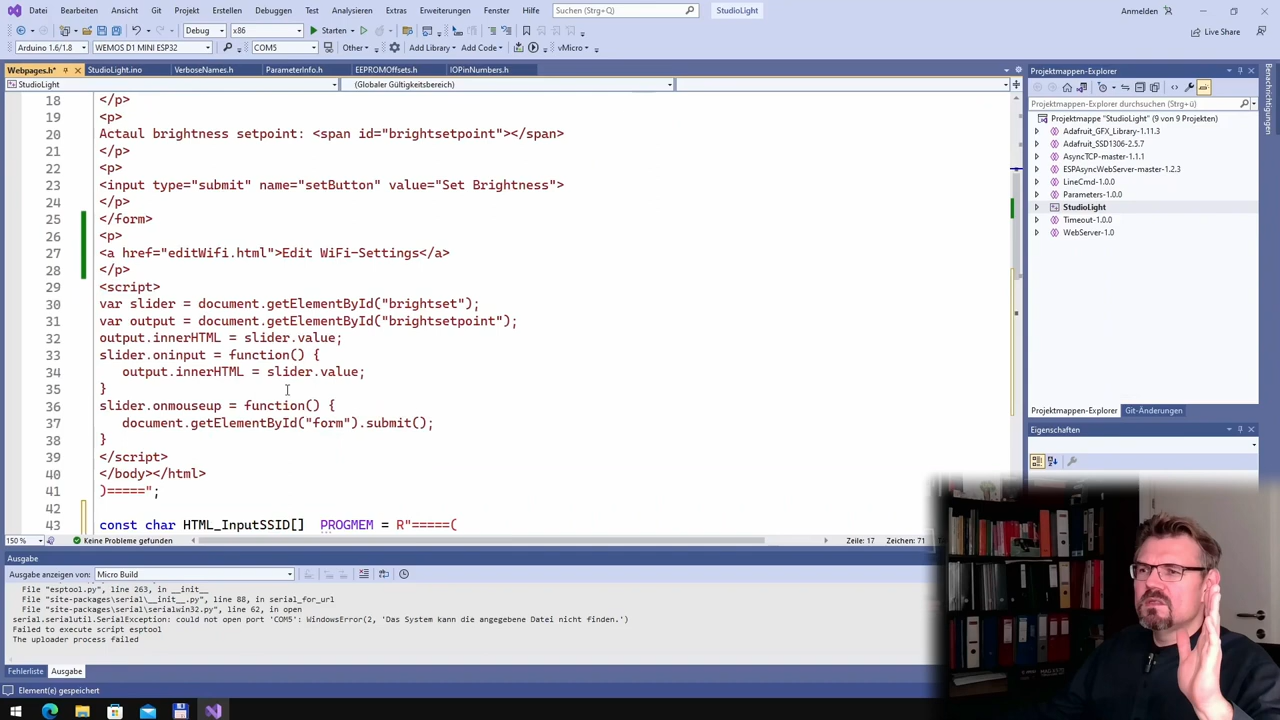 Datei Bearbeiten Ansicht Git Projekt Erstellen Debuggen Test Analysieren Extras Erweiterungen Fenster Hilfe Suchen (Strg+Q) StudioLight Anmelden
Debug x86 Starten Live Share
Arduino 1.6/1.8 WEMOS D1 MINI ESP32 COM5 Other Add Library Add Code vMicro
Webpages.h* StudioLight.ino VerboseNames.h ParameterInfo.h EEPROMOffsets.h IOPinNumbers.h
StudioLight (Globaler Gültigkeitsbereich)
18 </p>
19 <p>
20 Actaul brightness setpoint: <span id="brightsetpoint"></span>
21 </p>
22 <p>
23 <input type="submit" name="setButton" value="Set Brightness">
24 </p>
25 </form>
26 <p>
27 <a href="editWifi.html">Edit WiFi-Settings</a>
28 </p>
29 <script>
30 var slider = document.getElementById("brightset");
31 var output = document.getElementById("brightsetpoint");
32 output.innerHTML = slider.value;
33 slider.oninput = function() {
34 output.innerHTML = slider.value;
35 }
36 slider.onmouseup = function() {
37 document.getElementById("form").submit();
38 }
39 </script>
40 </body></html>
41 )=====";
42
43 const char HTML_InputSSID[] PROGMEM = R"=====(
150 % Keine Probleme gefunden Zeile: 17 Zeichen: 71
Ausgabe
Ausgabe anzeigen von: Micro Build
File "esptool.py", line 263, in __init__
File "site-packages\serial\__init__.py", line 88, in serial_for_url
File "site-packages\serial\serialwin32.py", line 62, in open
serial.serialutil.SerialException: could not open port 'COM5': WindowsError(2, 'Das System kann die angegebene Datei nicht finden.')
Failed to execute script esptool
The uploader process failed
Fehlerliste Ausgabe
Element(e) gespeichert
Projektmappen-Explorer
Projektmappen-Explorer durchsuchen (Strg+ü)
Projektmappe "StudioLight" (9 von 9 Projekten)
Adafruit_GFX_Library-1.11.3
Adafruit_SSD1306-2.5.7
AsyncTCP-master-1.1.1
ESPAsyncWebServer-master-1.2.3
LineCmd-1.0.0
Parameters-1.0.0
StudioLight
Timeout-1.0.0
WebServer-1.0
Projektmappen-Explorer Git-Änderungen
Eigenschaften
Benachrichtigungen